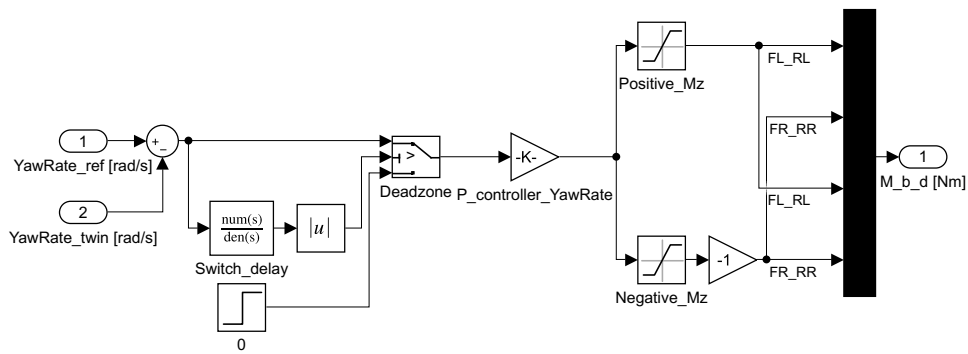 Positive_Mz
FL_RL
1
YawRate_ref [rad/s]
+
−
>
Deadzone
-K-
P_controller_YawRate
FR_RR
1
M_b_d [Nm]
2
YawRate_twin [rad/s]
num(s)
den(s)
Switch_delay
|u|
FL_RL
Negative_Mz
-1
FR_RR
0